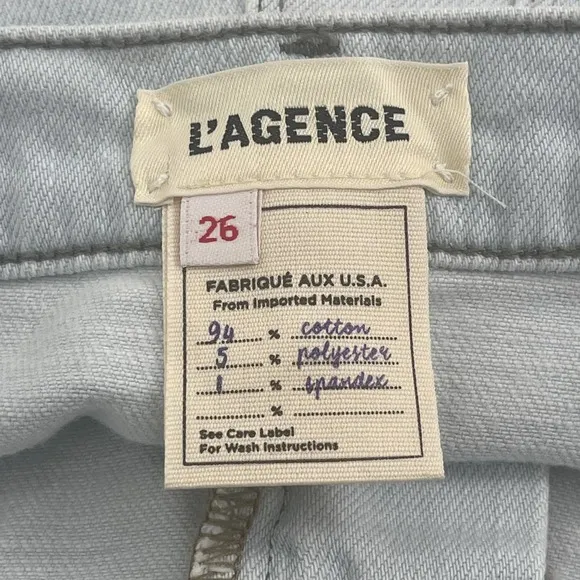 L'AGENCE
26
FABRIQUÉ AUX U.S.A.
From Imported Materials
94 % cotton
5 % polyester
1 % spandex
%
See Care Label
For Wash Instructions